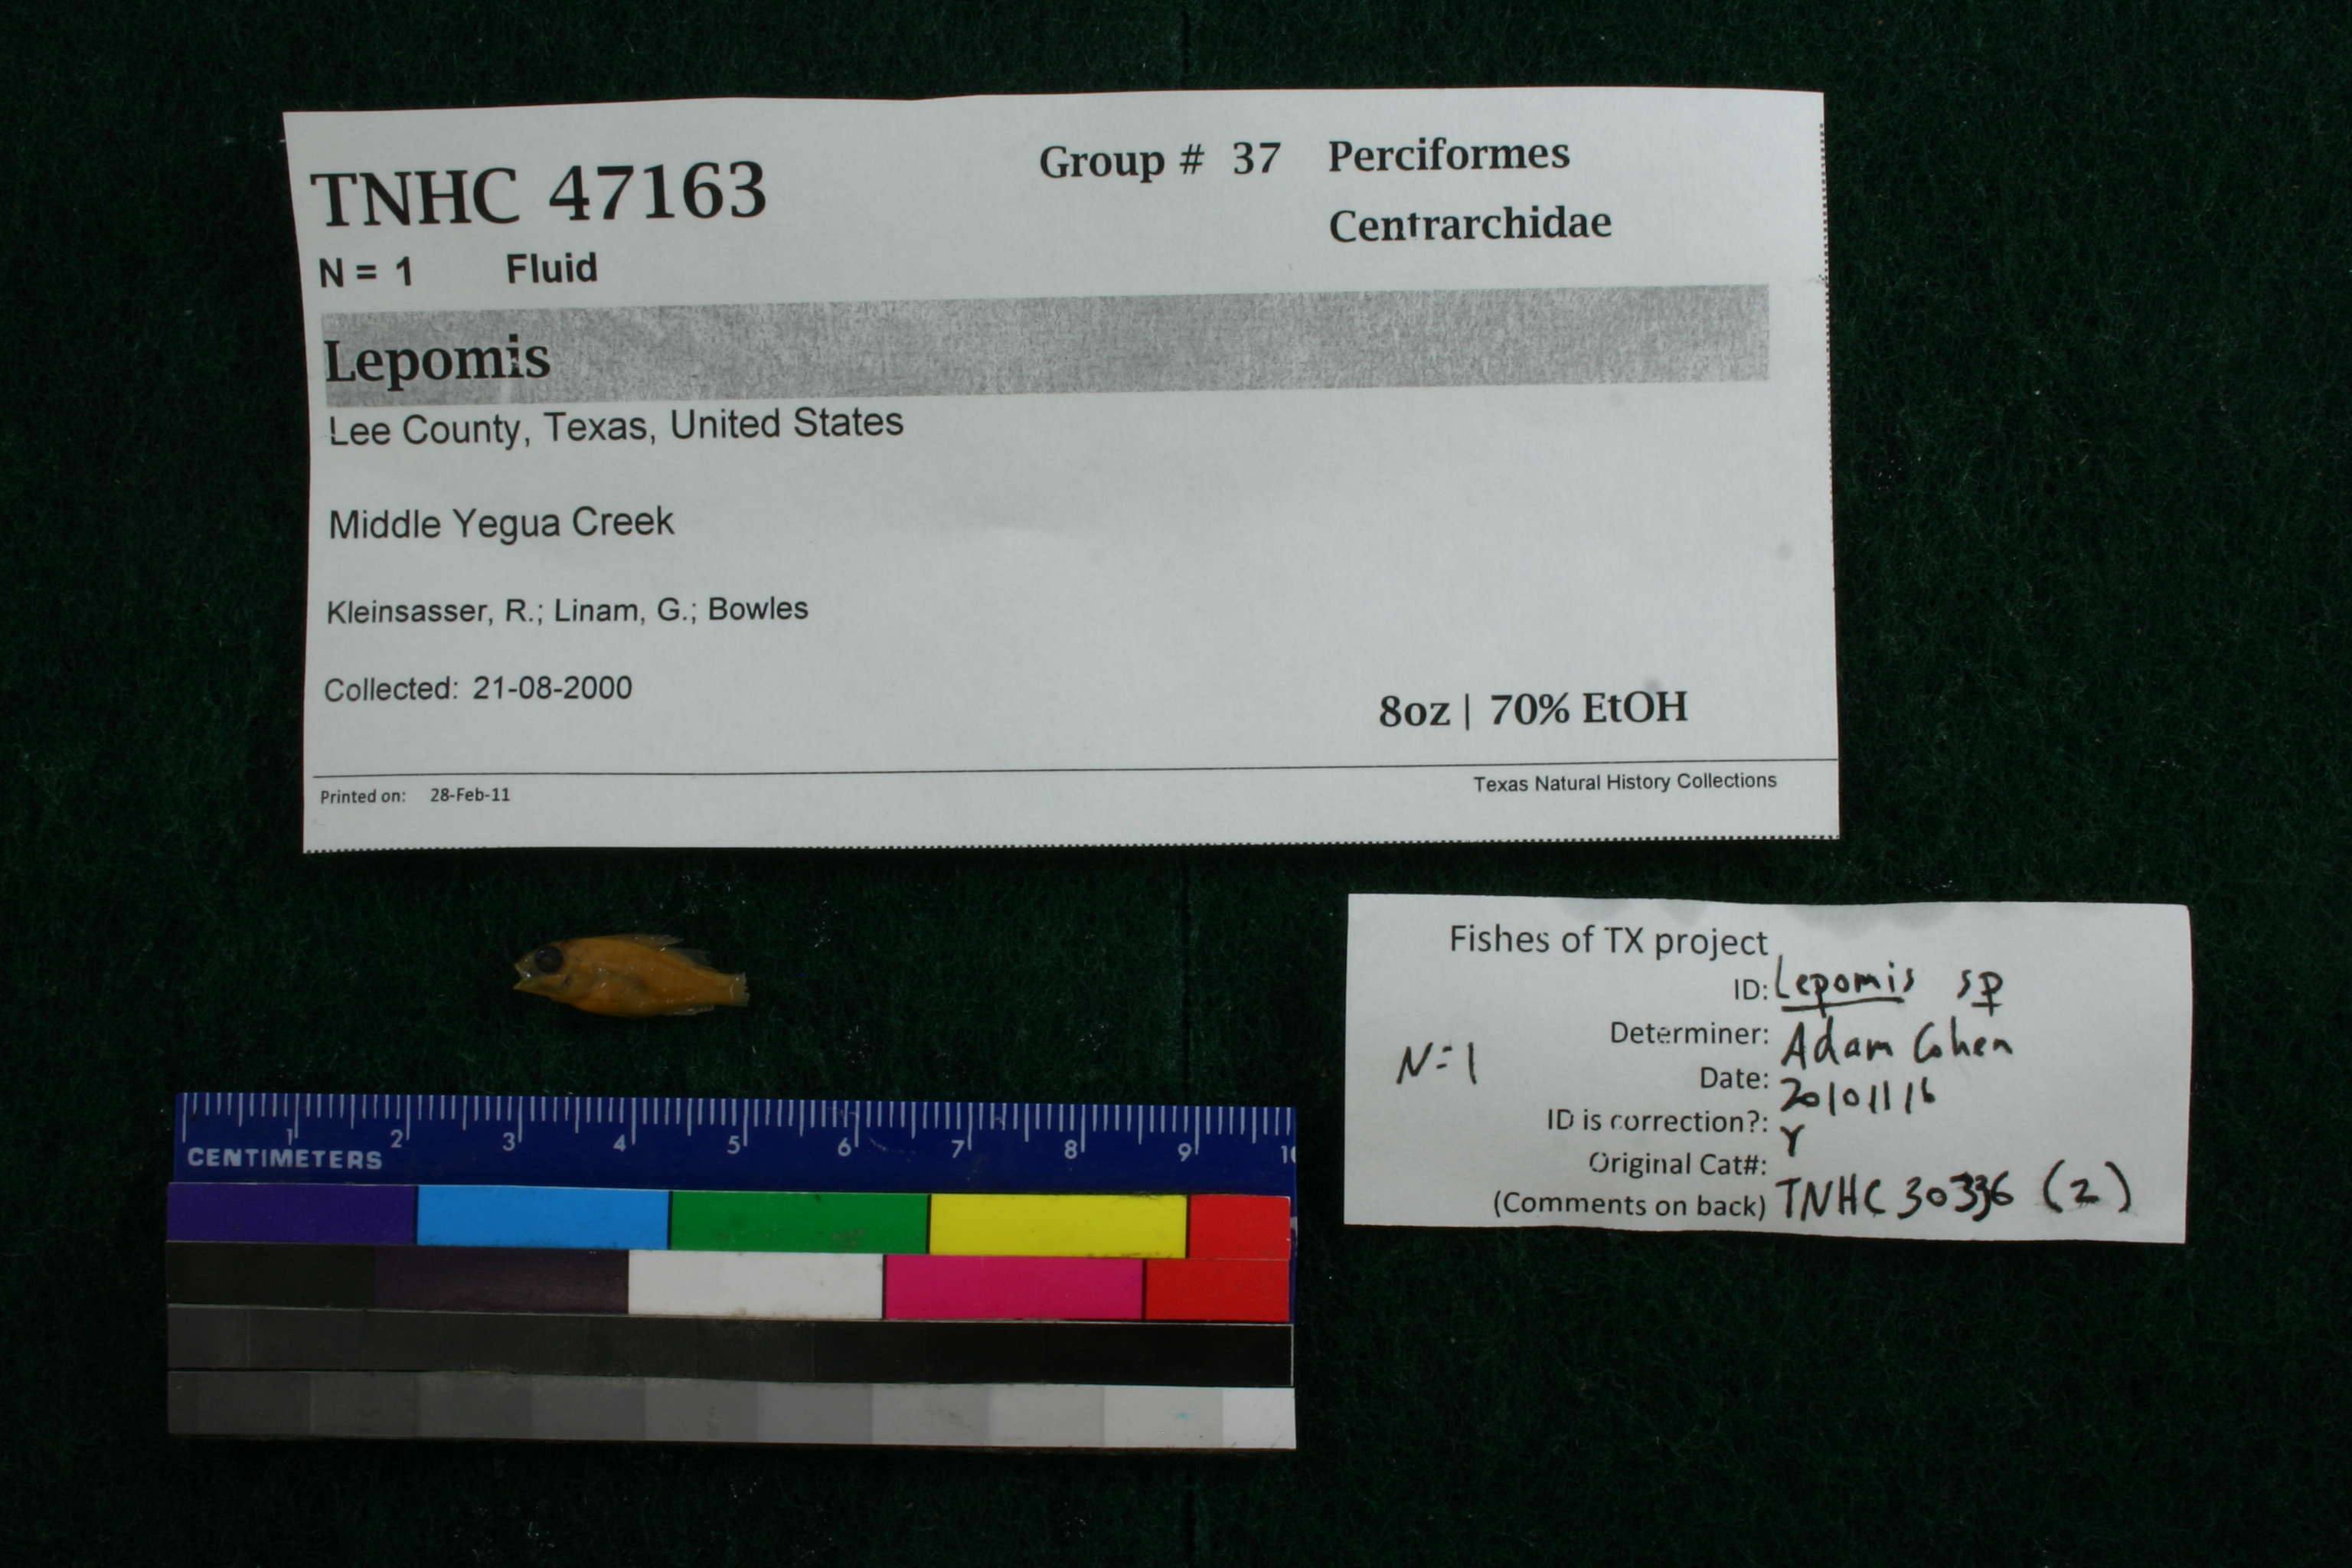 TNHC 47163 Group # 37 Perciformes
Centrarchidae
N = 1 Fluid
Lepomis
Lee County, Texas, United States
Middle Yegua Creek
Kleinsasser, R.; Linam, G.; Bowles
Collected: 21-08-2000
8oz | 70% EtOH
Printed on: 28-Feb-11 Texas Natural History Collections
Fishes of TX project
ID: Lepomis sp
Determiner: Adam Cohen
N=1
Date: 20101116
ID is correction?: Y
Original Cat#:
(Comments on back) TNHC 30336 (2)
1 2 3 4 5 6 7 8 9 10
CENTIMETERS